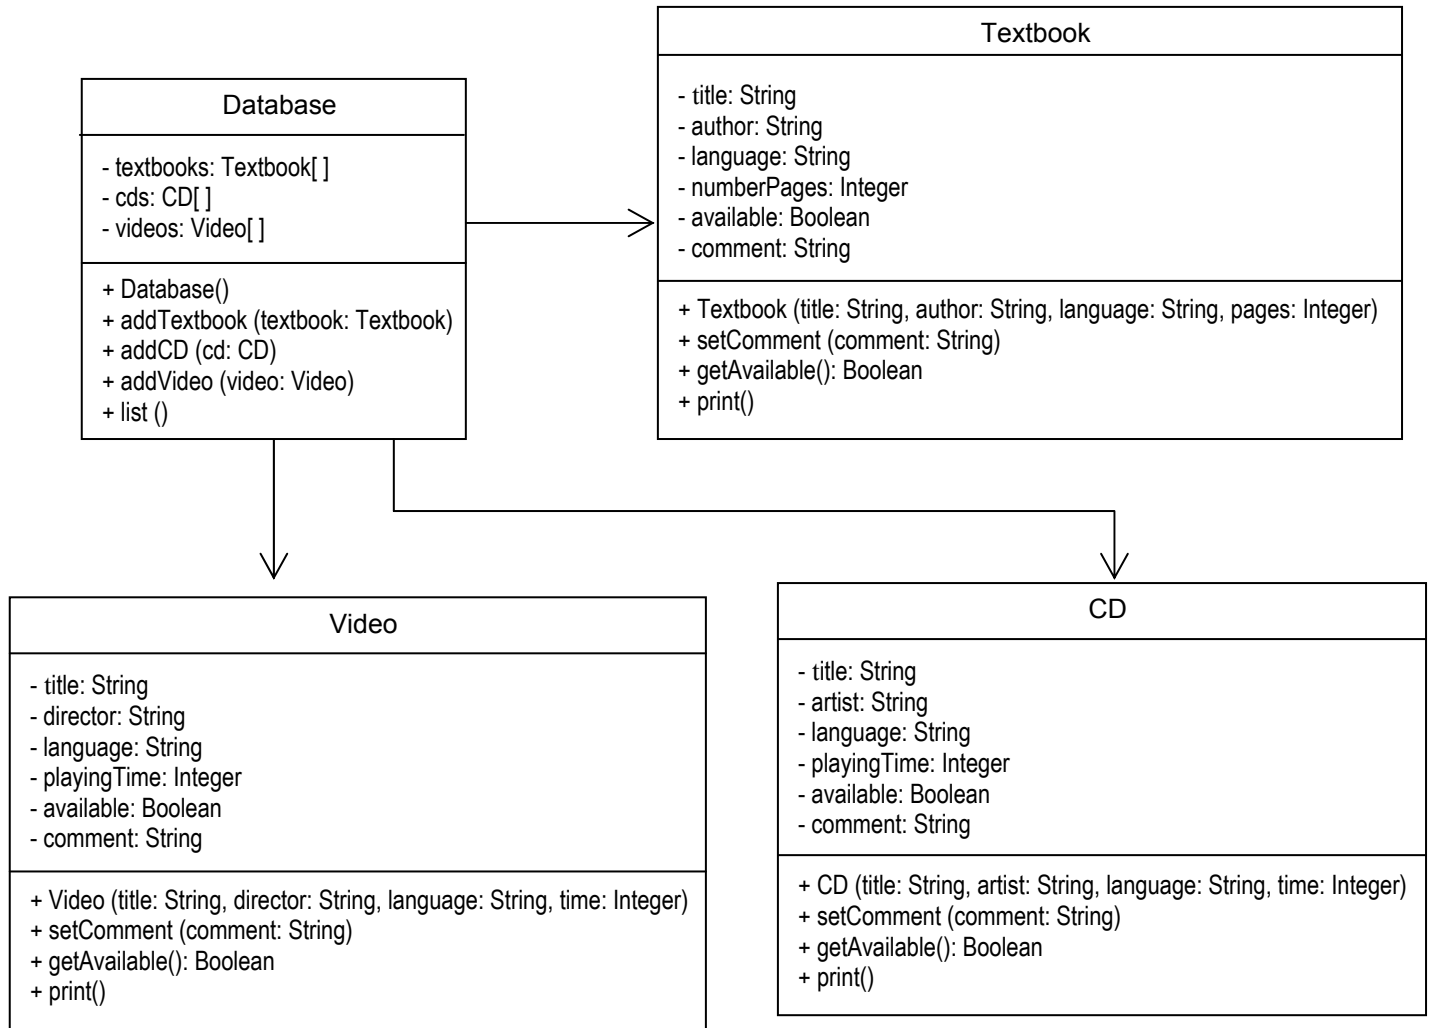 Database
- textbooks: Textbook[ ]
- cds: CD[ ]
- videos: Video[ ]
+ Database()
+ addTextbook (textbook: Textbook)
+ addCD (cd: CD)
+ addVideo (video: Video)
+ list ()
Textbook
- title: String
- author: String
- language: String
- numberPages: Integer
- available: Boolean
- comment: String
+ Textbook (title: String, author: String, language: String, pages: Integer)
+ setComment (comment: String)
+ getAvailable(): Boolean
+ print()
Video
- title: String
- director: String
- language: String
- playingTime: Integer
- available: Boolean
- comment: String
+ Video (title: String, director: String, language: String, time: Integer)
+ setComment (comment: String)
+ getAvailable(): Boolean
+ print()
CD
- title: String
- artist: String
- language: String
- playingTime: Integer
- available: Boolean
- comment: String
+ CD (title: String, artist: String, language: String, time: Integer)
+ setComment (comment: String)
+ getAvailable(): Boolean
+ print()